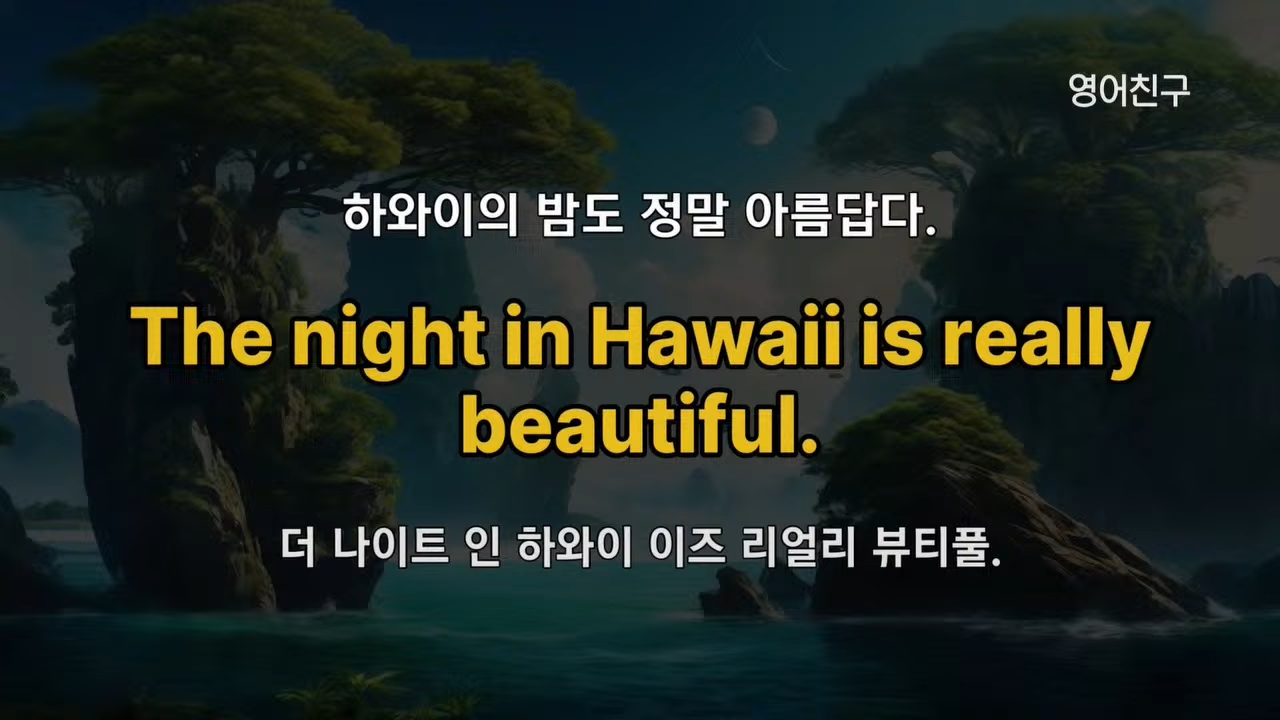 영어친구
하와이의 밤도 정말 아름답다.
The night in Hawaii is really
beautiful.
더 나이트 인 하와이 이즈 리얼리 뷰티풀.